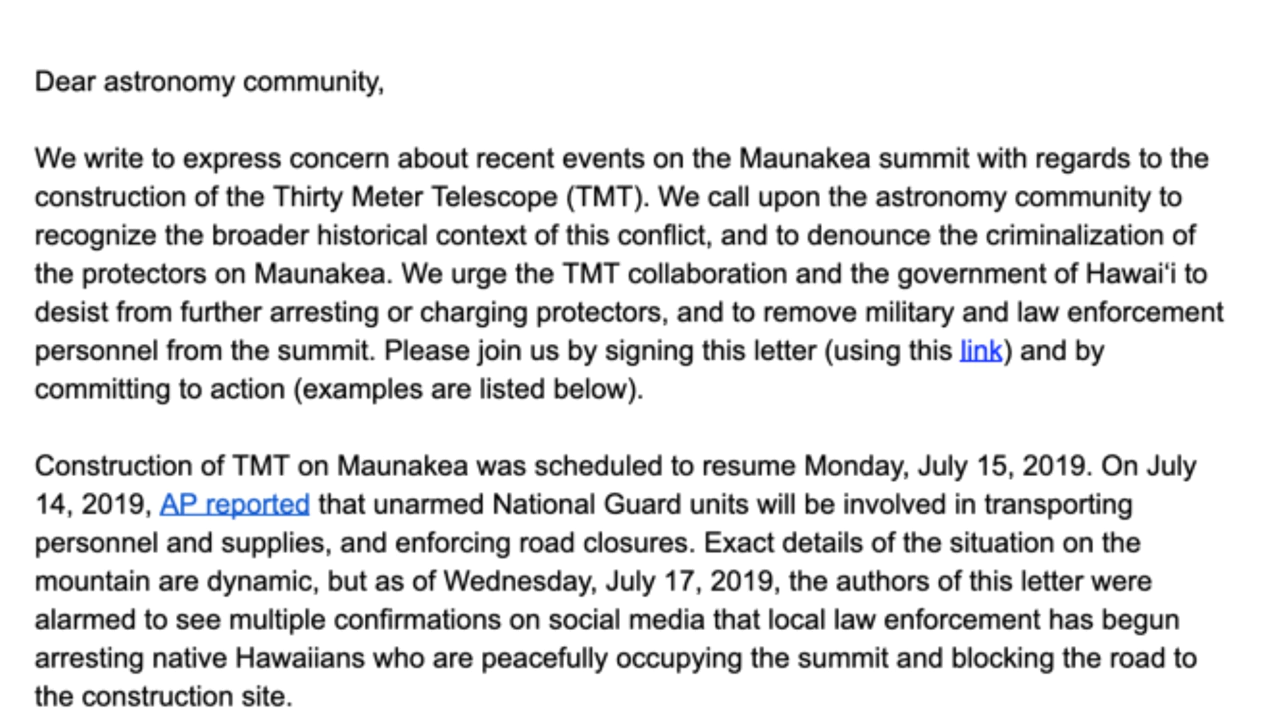 Dear astronomy community,
We write to express concern about recent events on the Maunakea summit with regards to the
construction of the Thirty Meter Telescope (TMT). We call upon the astronomy community to
recognize the broader historical context of this conflict, and to denounce the criminalization of
the protectors on Maunakea. We urge the TMT collaboration and the government of Hawai‘i to
desist from further arresting or charging protectors, and to remove military and law enforcement
personnel from the summit. Please join us by signing this letter (using this link) and by
committing to action (examples are listed below).
Construction of TMT on Maunakea was scheduled to resume Monday, July 15, 2019. On July
14, 2019, AP reported that unarmed National Guard units will be involved in transporting
personnel and supplies, and enforcing road closures. Exact details of the situation on the
mountain are dynamic, but as of Wednesday, July 17, 2019, the authors of this letter were
alarmed to see multiple confirmations on social media that local law enforcement has begun
arresting native Hawaiians who are peacefully occupying the summit and blocking the road to
the construction site.